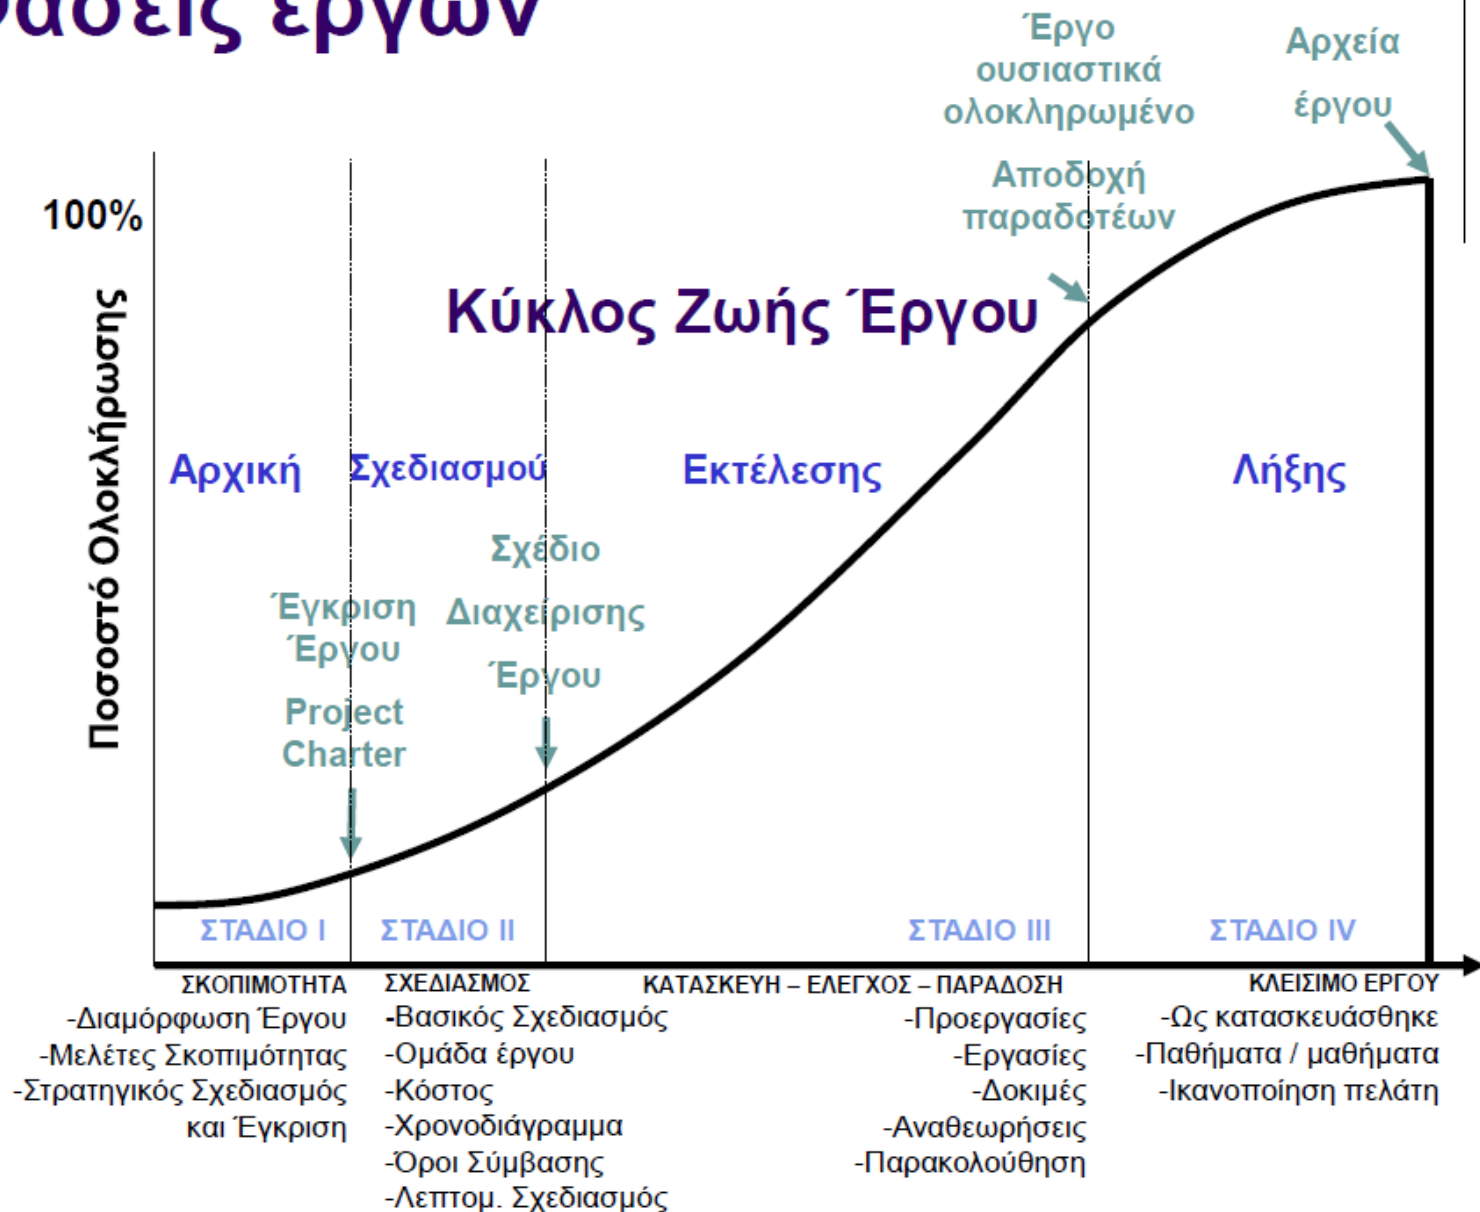 έργων
Έργο
ουσιαστικά
ολοκληρωμένο
Αποδοχή
παραδοτέων
Αρχεία
έργου
100%
Ποσοστό Ολοκλήρωσης
Κύκλος Ζωής Έργου
Αρχική
Σχεδιασμού
Εκτέλεσης
Λήξης
Έγκριση
Έργου
Project
Charter
Σχέδιο
Διαχείρισης
Έργου
ΣΤΑΔΙΟ I
ΣΤΑΔΙΟ II
ΣΤΑΔΙΟ III
ΣΤΑΔΙΟ IV
ΣΚΟΠΙΜΟΤΗΤΑ
-Διαμόρφωση Έργου
-Μελέτες Σκοπιμότητας
-Στρατηγικός Σχεδιασμός
και Έγκριση
ΣΧΕΔΙΑΣΜΟΣ
-Βασικός Σχεδιασμός
-Ομάδα έργου
-Κόστος
-Χρονοδιάγραμμα
-Όροι Σύμβασης
-Λεπτομ. Σχεδιασμός
ΚΑΤΑΣΚΕΥΗ – ΕΛΕΓΧΟΣ – ΠΑΡΑΔΟΣΗ
-Προεργασίες
-Εργασίες
-Δοκιμές
-Αναθεωρήσεις
-Παρακολούθηση
ΚΛΕΙΣΙΜΟ ΕΡΓΟΥ
-Ως κατασκευάσθηκε
-Παθήματα / μαθήματα
-Ικανοποίηση πελάτη